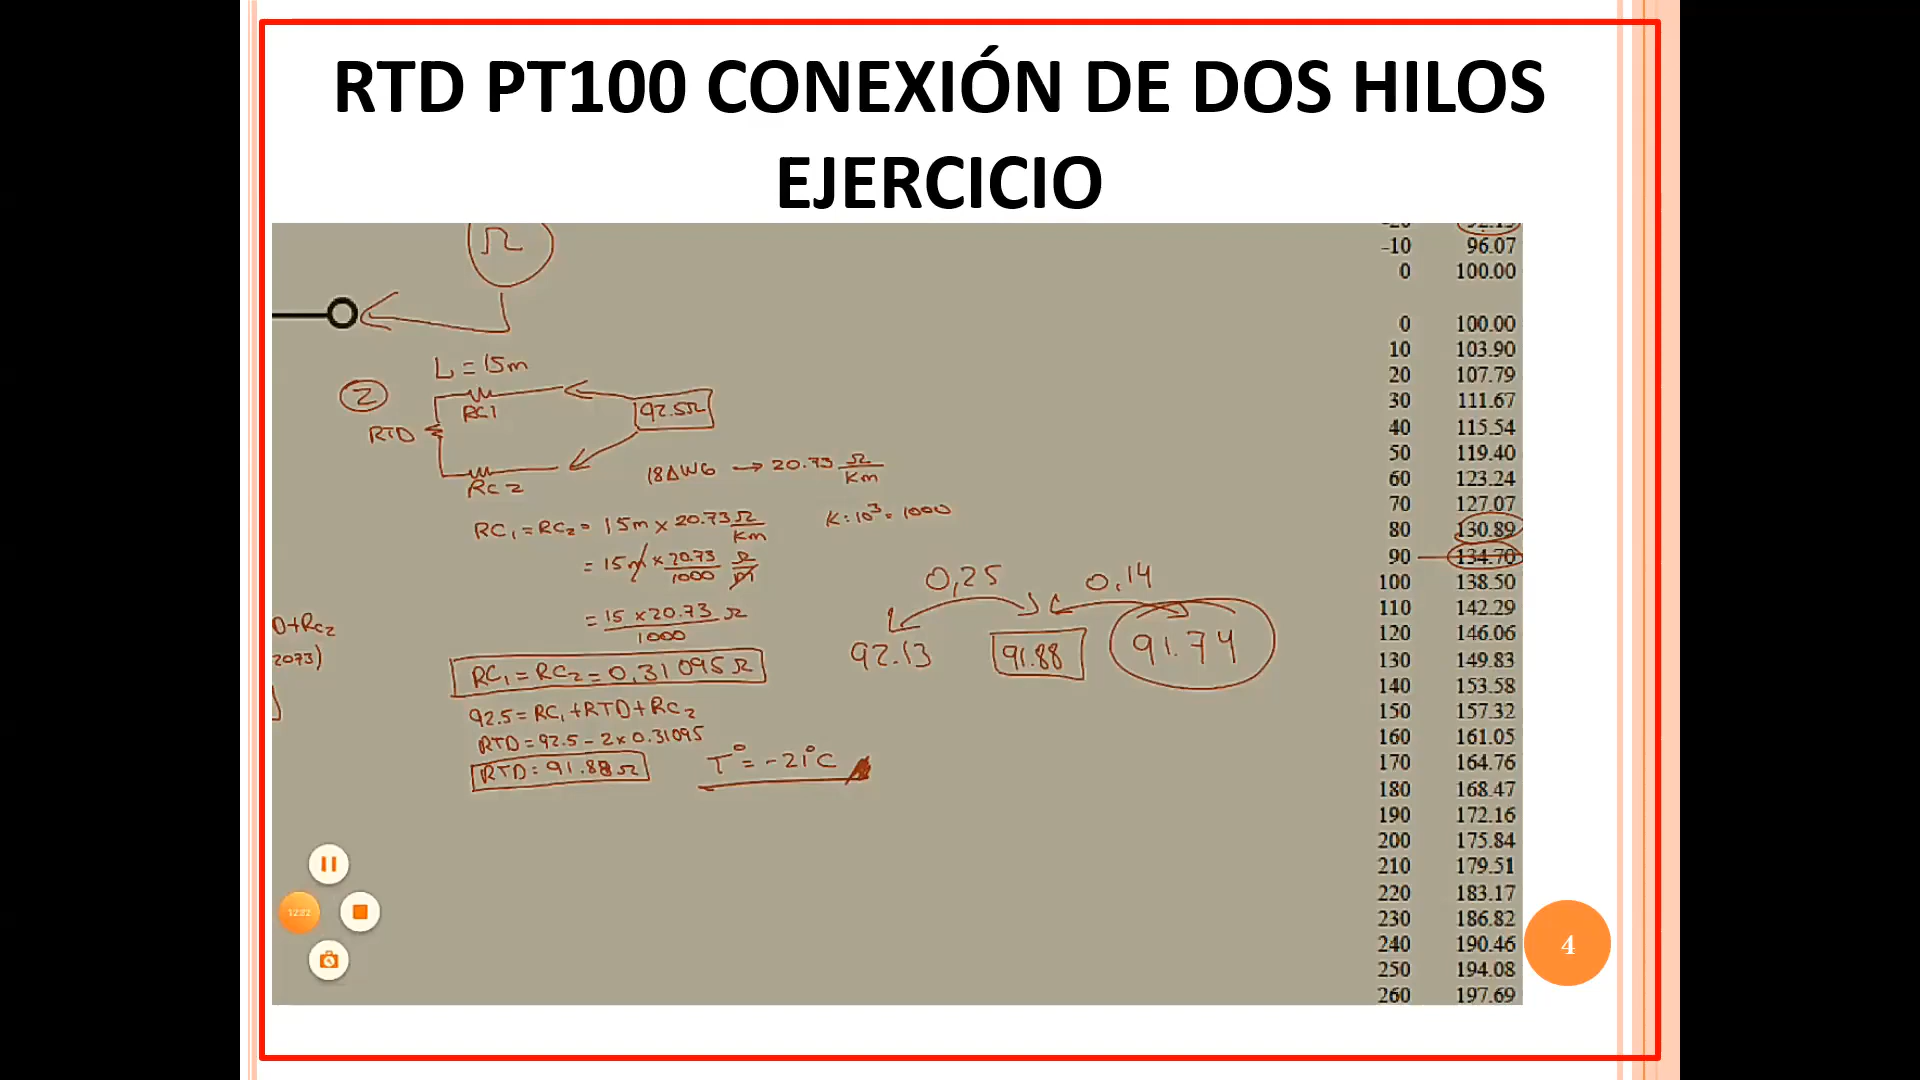 RTD PT100 CONEXIÓN DE DOS HILOS
EJERCICIO
Ω
L = 15m
2
RC1
RTD
RC2
92.5Ω
18AWG → 20.73 Ω/Km
RC1 = RC2 = 15m x 20.73 Ω/Km
K: 10³ = 1000
= 15m x 20.73/1000 Ω/m
= 15 x 20.73/1000 Ω
RC1 = RC2 = 0,31095Ω
92.5 = RC1 + RTD + RC2
RTD = 92.5 - 2 x 0.31095
RTD = 91.88Ω
T° = -21°C
0,25
0,14
92.13
91.88
91.74
+RC2
2073)
-10 96.07
0 100.00
0 100.00
10 103.90
20 107.79
30 111.67
40 115.54
50 119.40
60 123.24
70 127.07
80 130.89
90 134.70
100 138.50
110 142.29
120 146.06
130 149.83
140 153.58
150 157.32
160 161.05
170 164.76
180 168.47
190 172.16
200 175.84
210 179.51
220 183.17
230 186.82
240 190.46
250 194.08
260 197.69
4